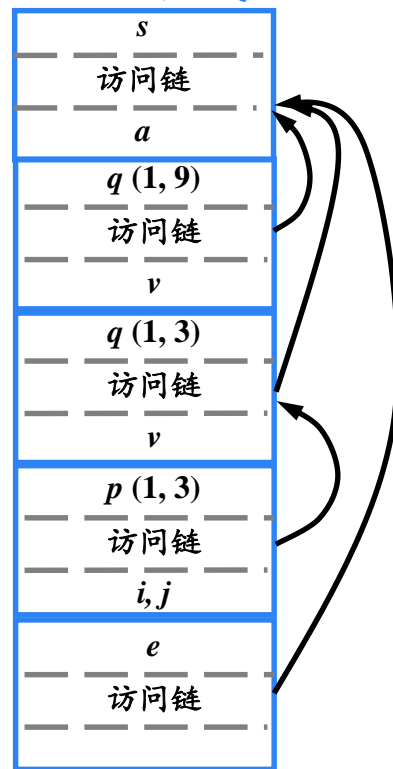 s
访问链
a
q (1, 9)
访问链
v
q (1, 3)
访问链
v
p (1, 3)
访问链
i, j
e
访问链